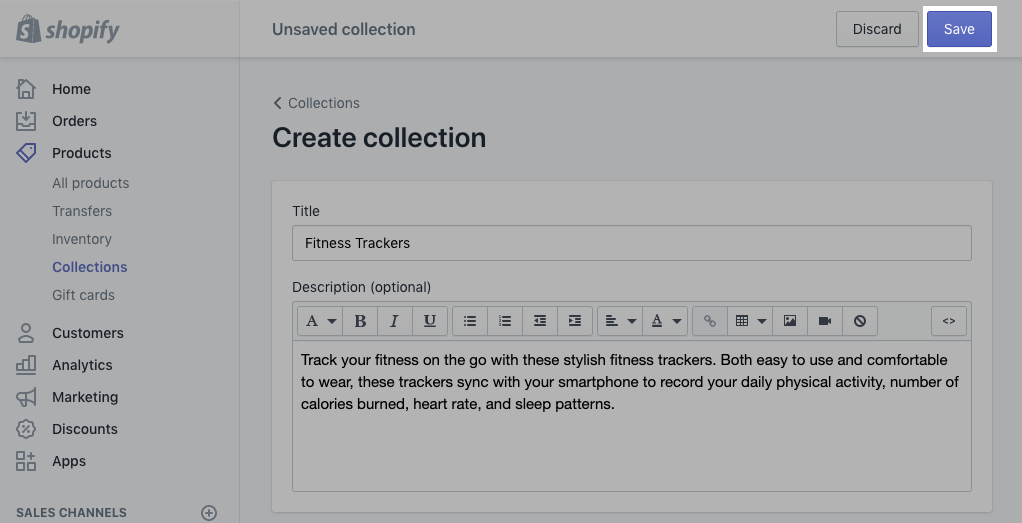 shopify
Unsaved collection
Discard
Save
Home
Orders
Products
All products
Transfers
Inventory
Collections
Gift cards
Customers
Analytics
Marketing
Discounts
Apps
SALES CHANNELS
Collections
Create collection
Title
Fitness Trackers
Description (optional)
A B I U A <>
Track your fitness on the go with these stylish fitness trackers. Both easy to use and comfortable
to wear, these trackers sync with your smartphone to record your daily physical activity, number of
calories burned, heart rate, and sleep patterns.